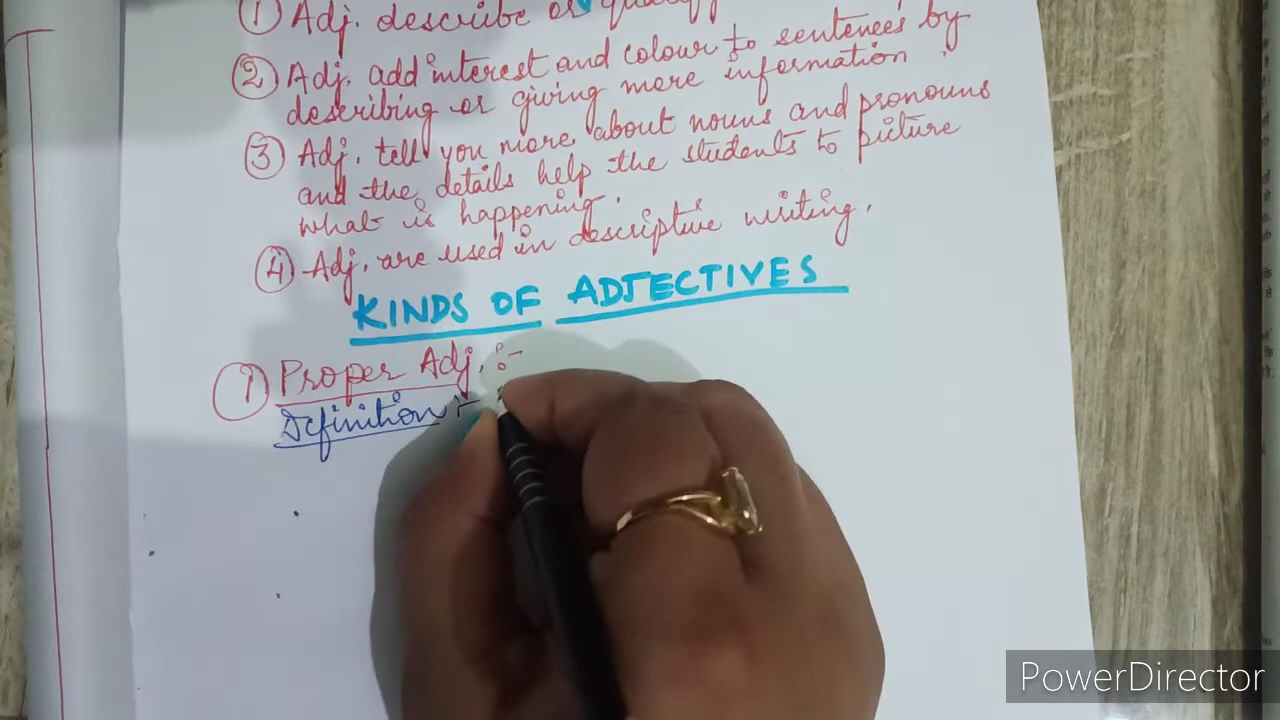 ① Adj. describe or qualify
② Adj. add interest and colour to sentences by
describing or giving more information.
③ Adj. tell you more about nouns and pronouns
and the details help the students to picture
what is happening.
④ Adj. are used in descriptive writing.
KINDS OF ADJECTIVES
① Proper Adj. :-
Definition :-
PowerDirector